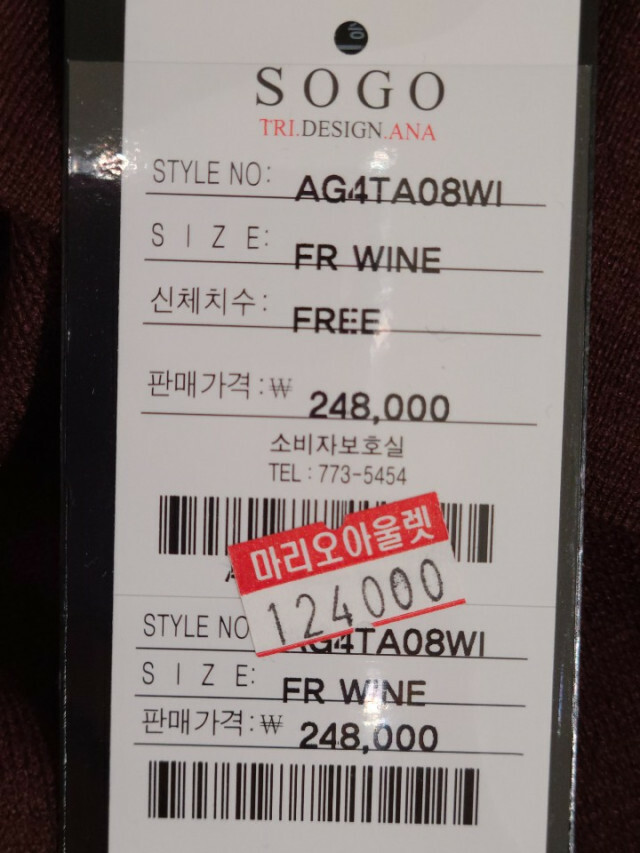 SOGO
TRI.DESIGN.ANA
STYLE NO: AG4TA08WI
SIZE: FR WINE
신체치수: FREE
판매가격:₩ 248,000
소비자보호실
TEL : 773-5454
마리오아울렛
124000
STYLE NO AG4TA08WI
SIZE: FR WINE
판매가격:₩ 248,000